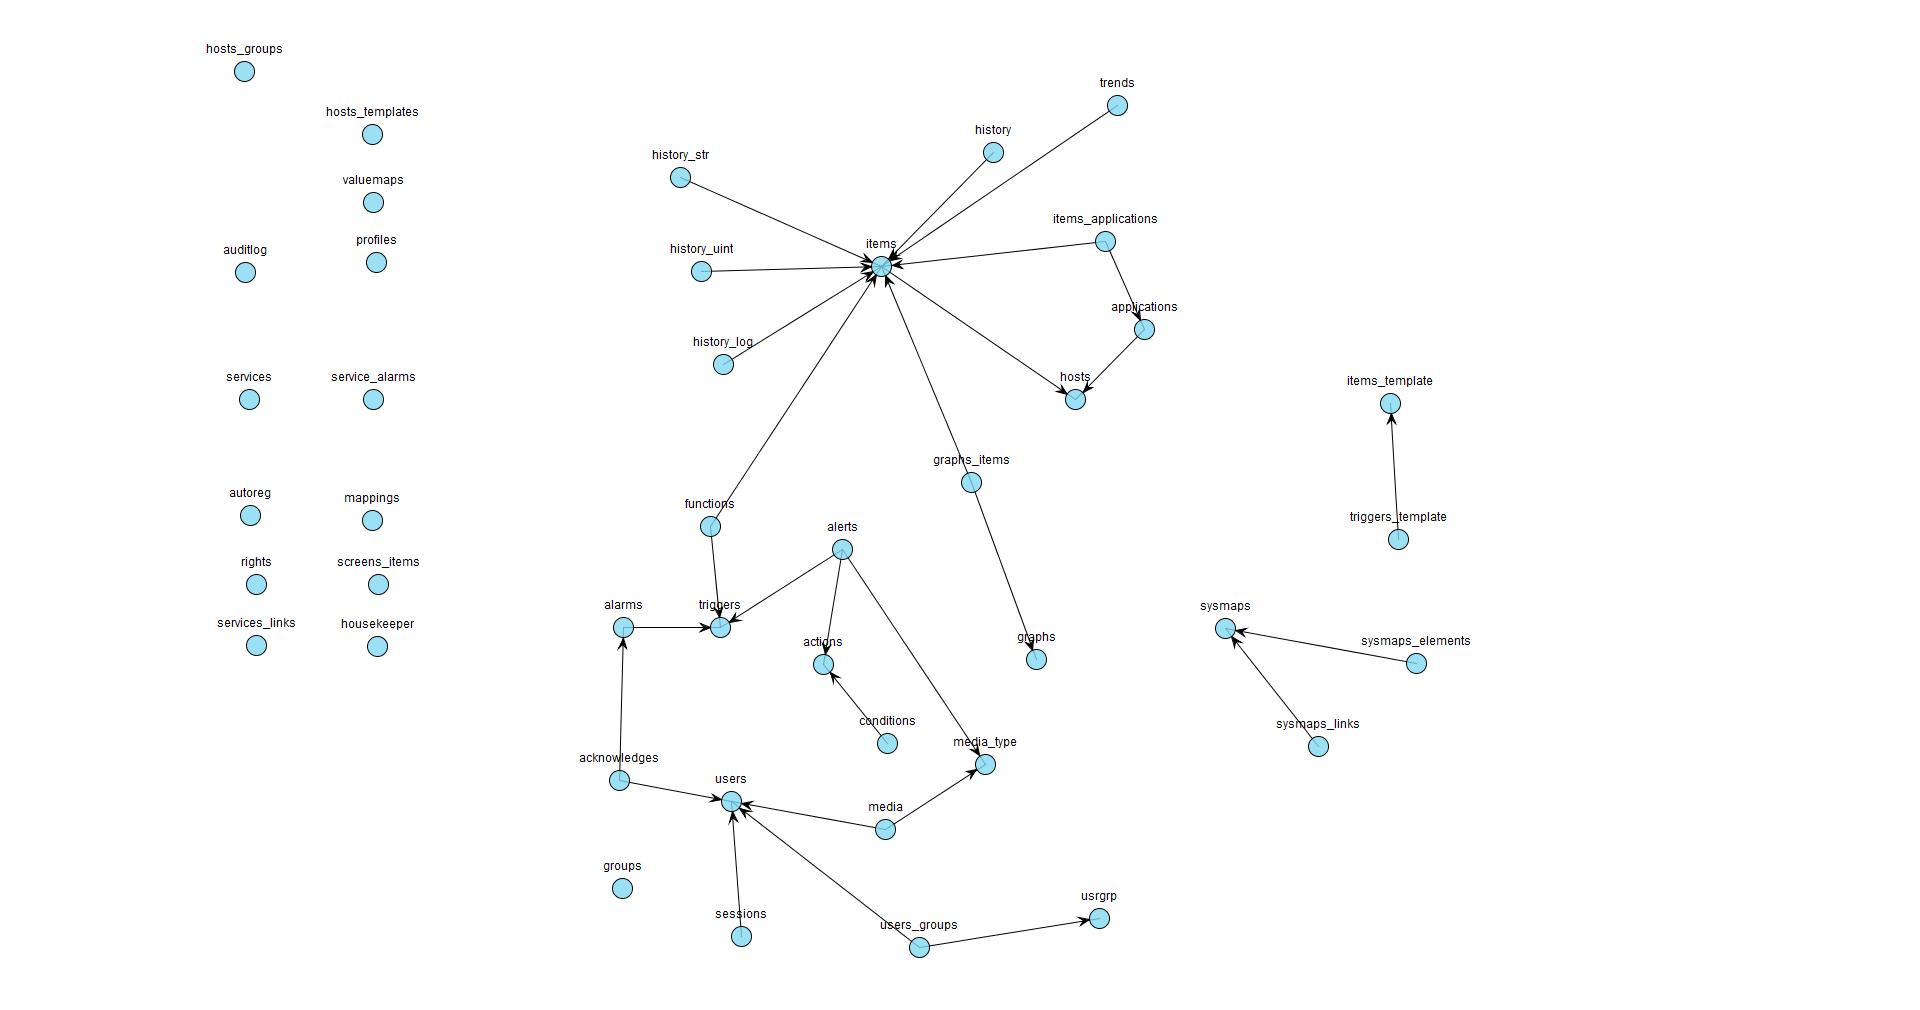 hosts_groups
trends
hosts_templates
history
history_str
valuemaps
items_applications
profiles
items
history_uint
auditlog
applications
history_log
hosts
services
service_alarms
items_template
graphs_items
autoreg
mappings
functions
triggers_template
alerts
rights
screens_items
alarms
triggers
sysmaps
services_links
housekeeper
graphs
actions
sysmaps_elements
conditions
sysmaps_links
media_type
acknowledges
users
media
groups
usrgrp
sessions
users_groups